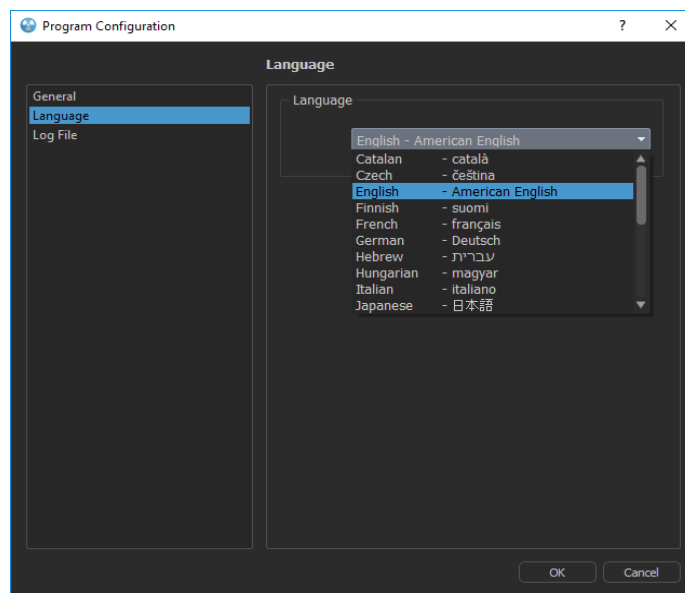 Program Configuration
?
Language
General
Language
Log File
Language
English - American English
Catalan - català
Czech - čeština
English - American English
Finnish - suomi
French - français
German - Deutsch
Hebrew - עברית
Hungarian - magyar
Italian - italiano
Japanese - 日本語
OK
Cancel